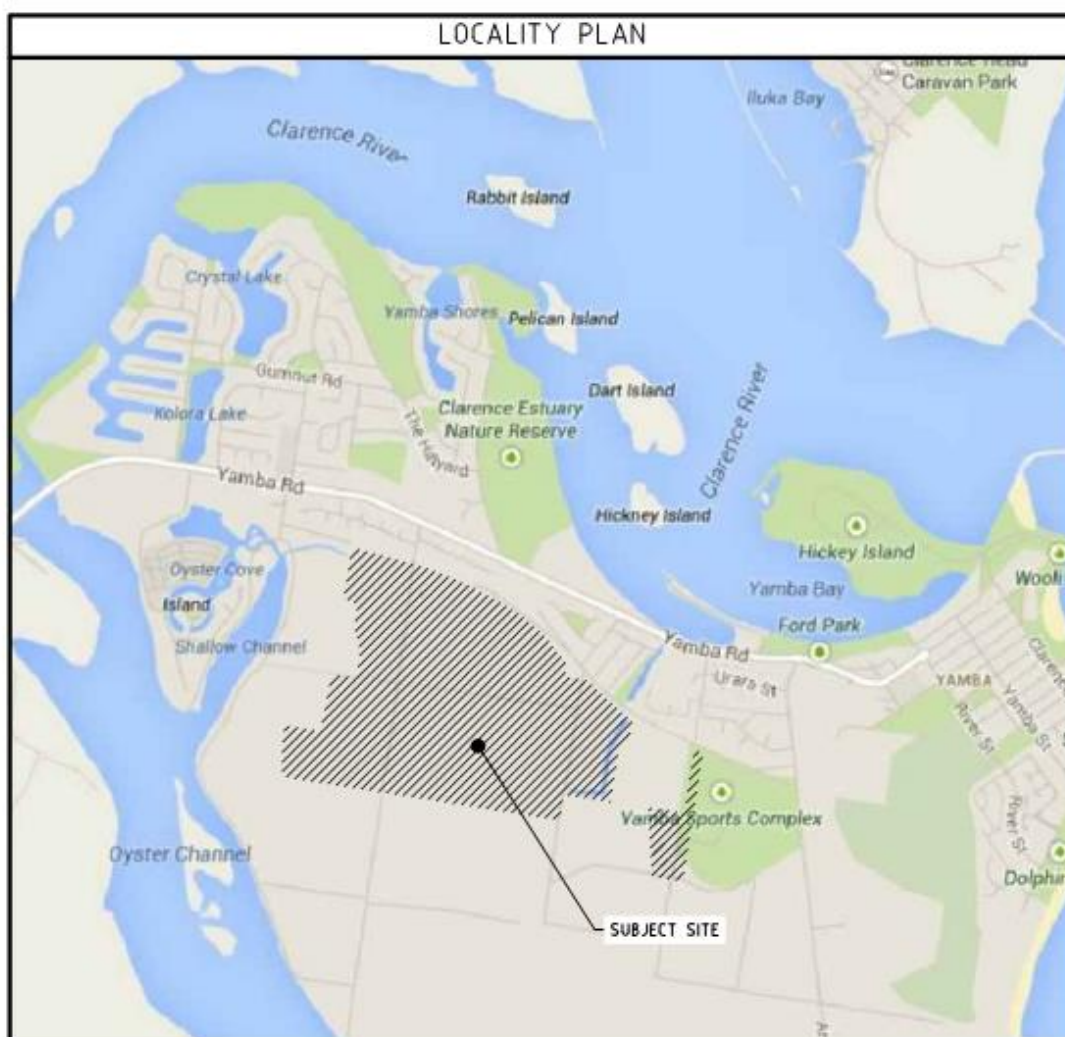 LOCALITY PLAN
Clarence Head
Caravan Park
Iluka Bay
Clarence River
Rabbit Island
Crystal Lake
Yamba Shores
Pelican Island
Gumnut Rd
Dart Island
Clarence Estuary
Nature Reserve
Kolora Lake
The Halyard
Clarence River
Yamba Rd
Hickney Island
Hickey Island
Oyster Cove
Island
Yamba Bay
Wooli
Shallow Channel
Ford Park
Yamba Rd
Urara St
YAMBA
Clarenc
River St
Yamba St
Yamba Sports Complex
River St
Oyster Channel
Dolphin
SUBJECT SITE